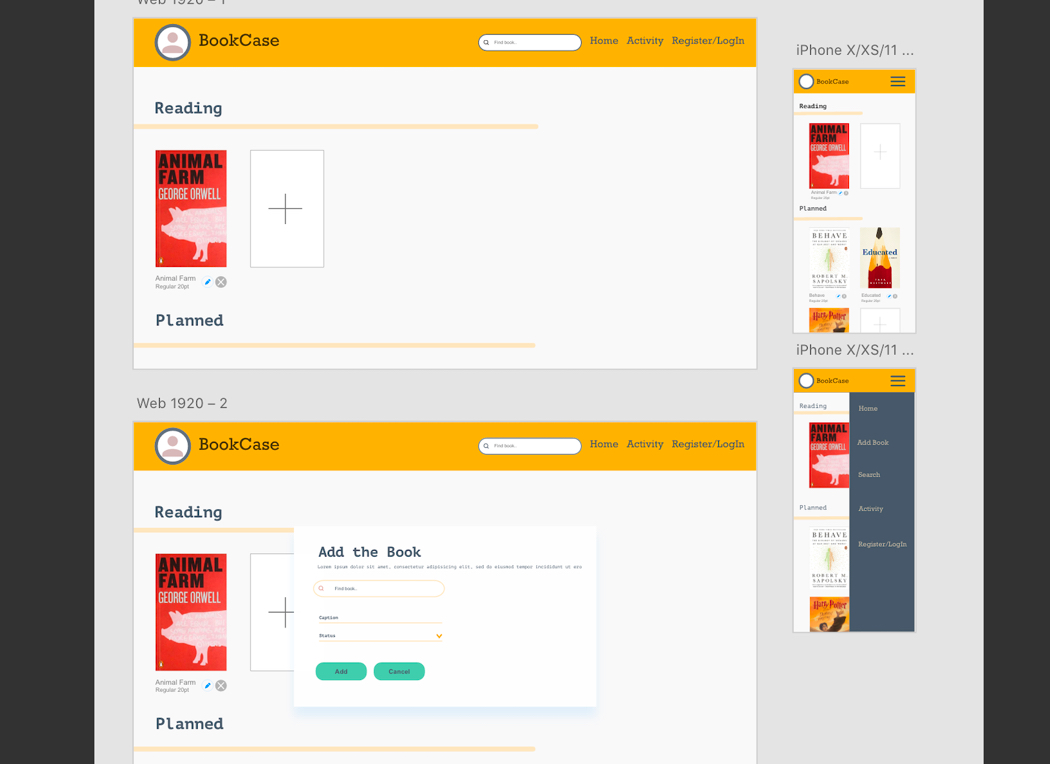 Web 1920 – 1
BookCase
Find book..
Home Activity Register/LogIn
Reading
ANIMAL
FARM
GEORGE ORWELL
Animal Farm
Regular 20pt
Planned
Web 1920 – 2
BookCase
Find book..
Home Activity Register/LogIn
Reading
ANIMAL
FARM
GEORGE ORWELL
Animal Farm
Regular 20pt
Planned
Add the Book
Lorem ipsum dolor sit amet, consectetur adipisicing elit, sed do eiusmod tempor incididunt ut era
Find book..
Caption
Status
Add Cancel
iPhone X/XS/11 ...
BookCase
Reading
ANIMAL
FARM
GEORGE ORWELL
Animal Farm
Regular 20pt
Planned
BEHAVE
ROBERT M.
SAPOLSKY
Educated
Behave
Regular 20pt
Educated
Regular 20pt
Harry Potter
iPhone X/XS/11 ...
BookCase
Reading
ANIMAL
FARM
GEORGE ORWELL
Planned
BEHAVE
ROBERT M.
SAPOLSKY
Harry Potter
Home
Add Book
Search
Activity
Register/LogIn